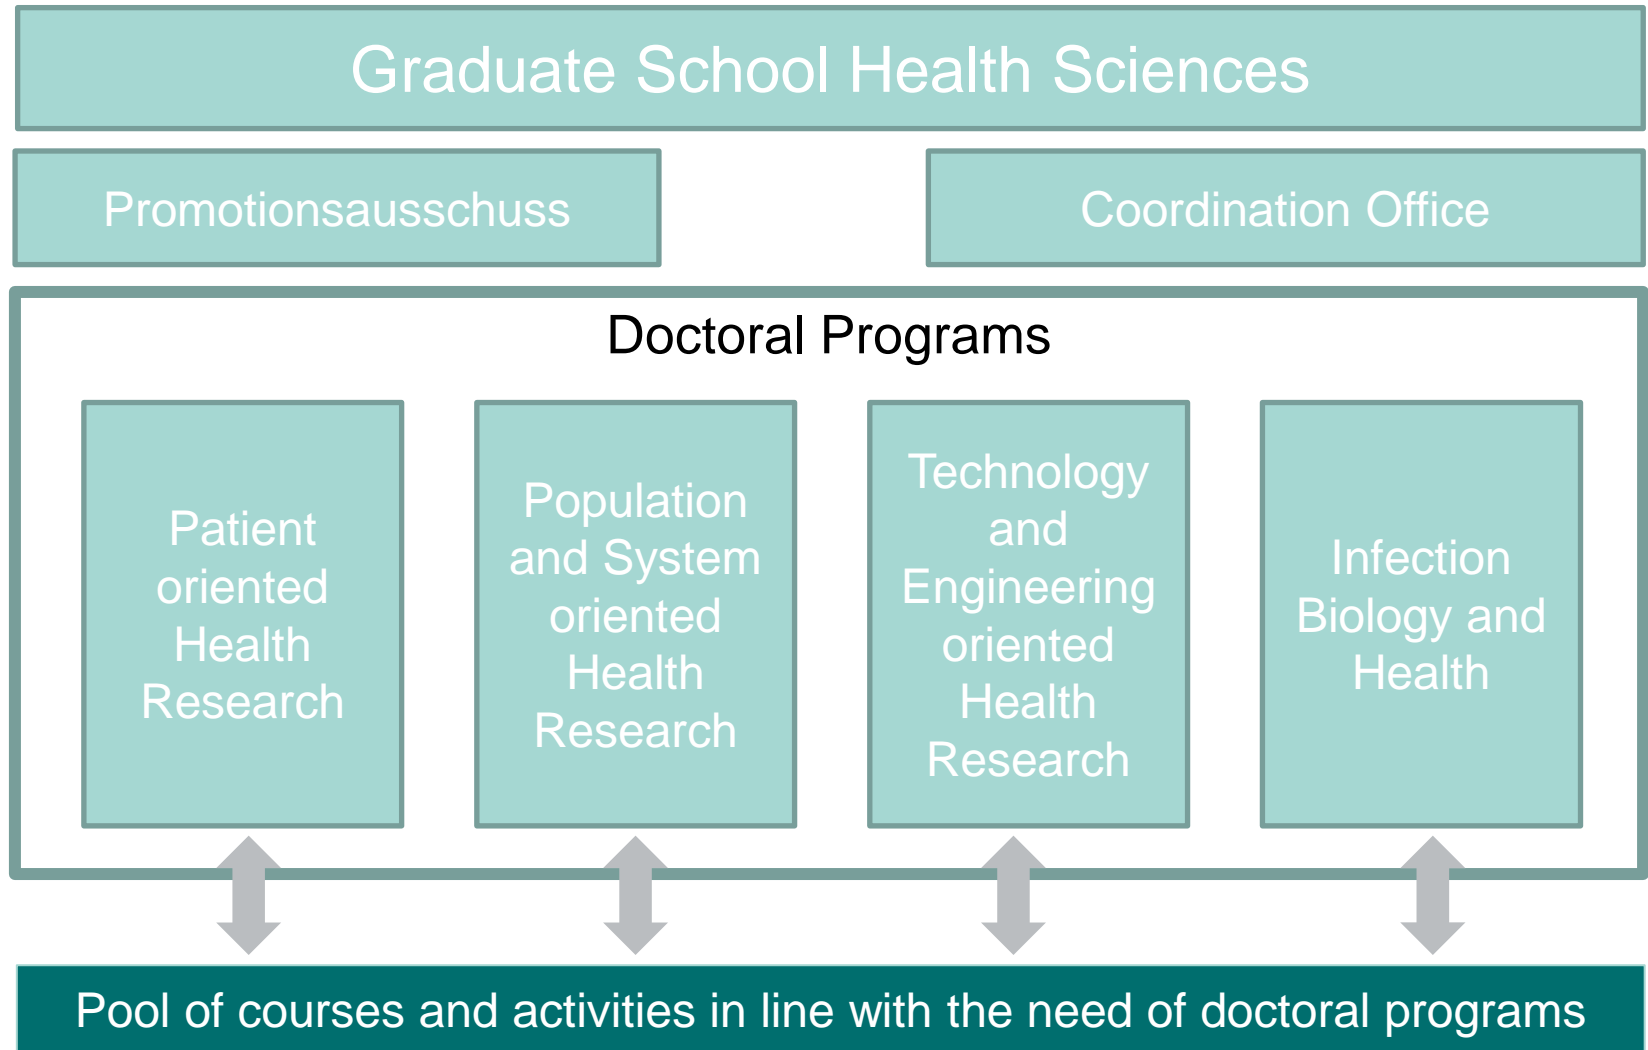 Graduate School Health Sciences
Promotionsausschuss
Coordination Office
Doctoral Programs
Patient
oriented
Health
Research
Population
and System
oriented
Health
Research
Technology
and
Engineering
oriented
Health
Research
Infection
Biology and
Health
Pool of courses and activities in line with the need of doctoral programs